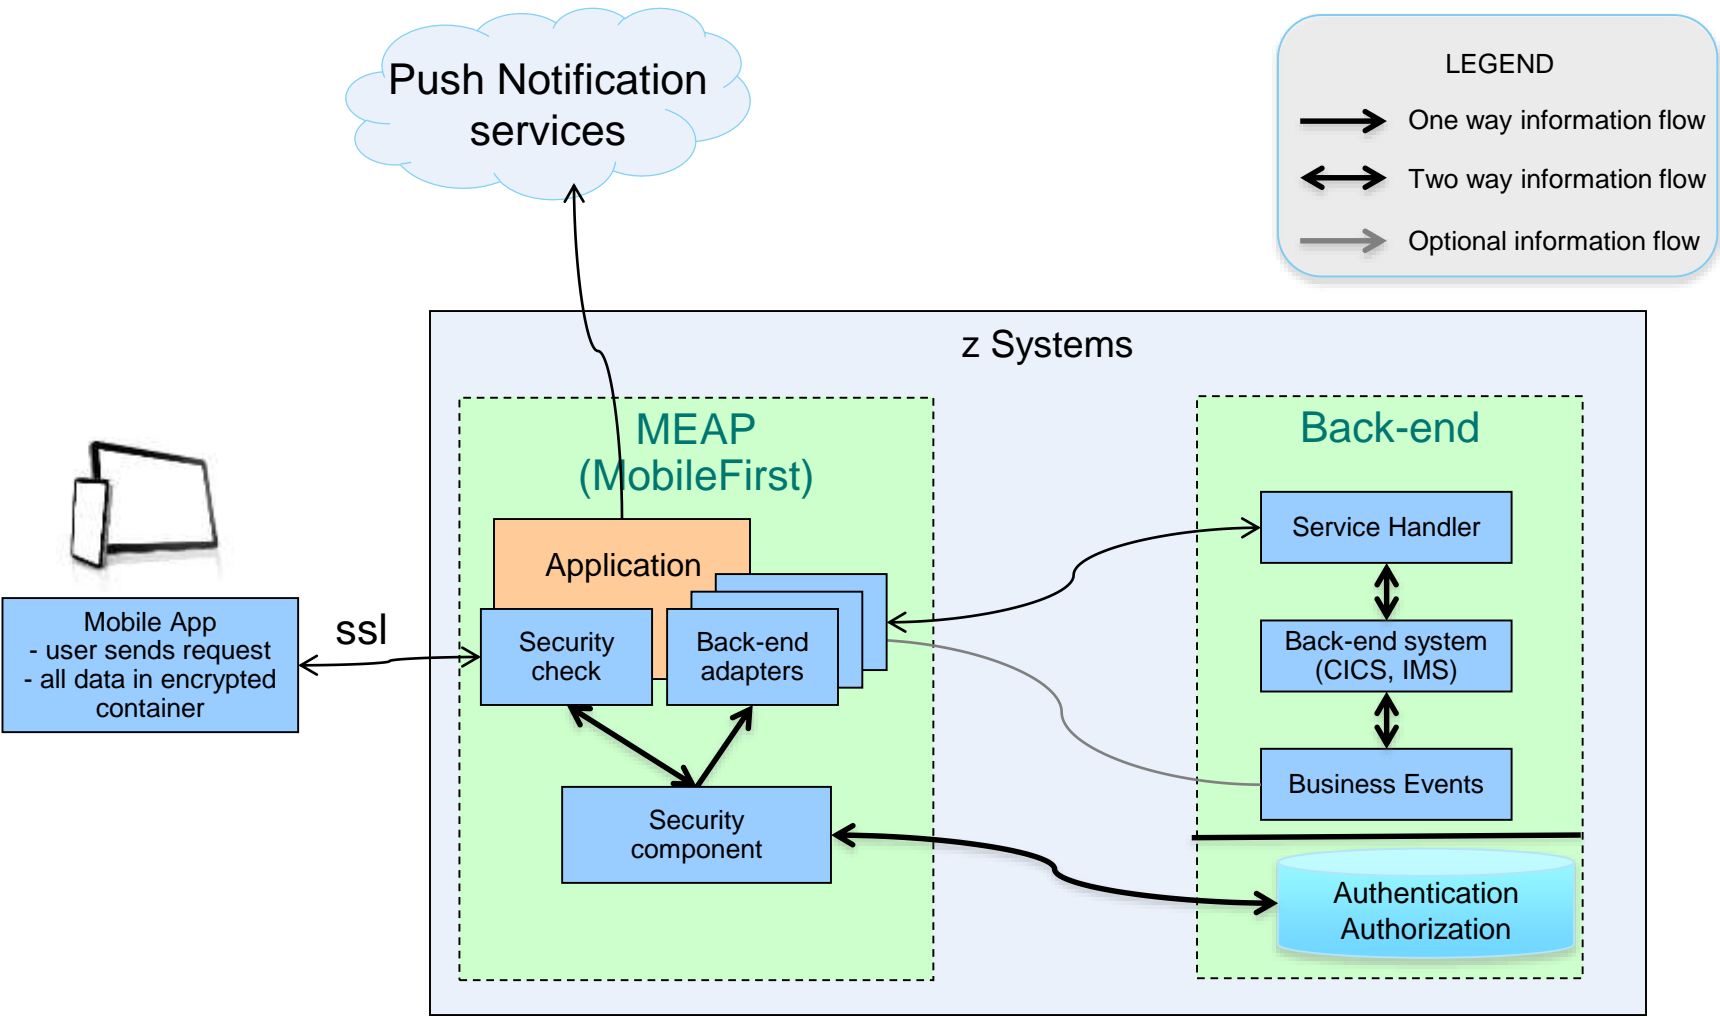 Push Notification
services
LEGEND
One way information flow
Two way information flow
Optional information flow
z Systems
MEAP
(MobileFirst)
Back-end
Application
Security
check
Back-end
adapters
Security
component
Service Handler
Back-end system
(CICS, IMS)
Business Events
Authentication
Authorization
ssl
Mobile App
- user sends request
- all data in encrypted
container